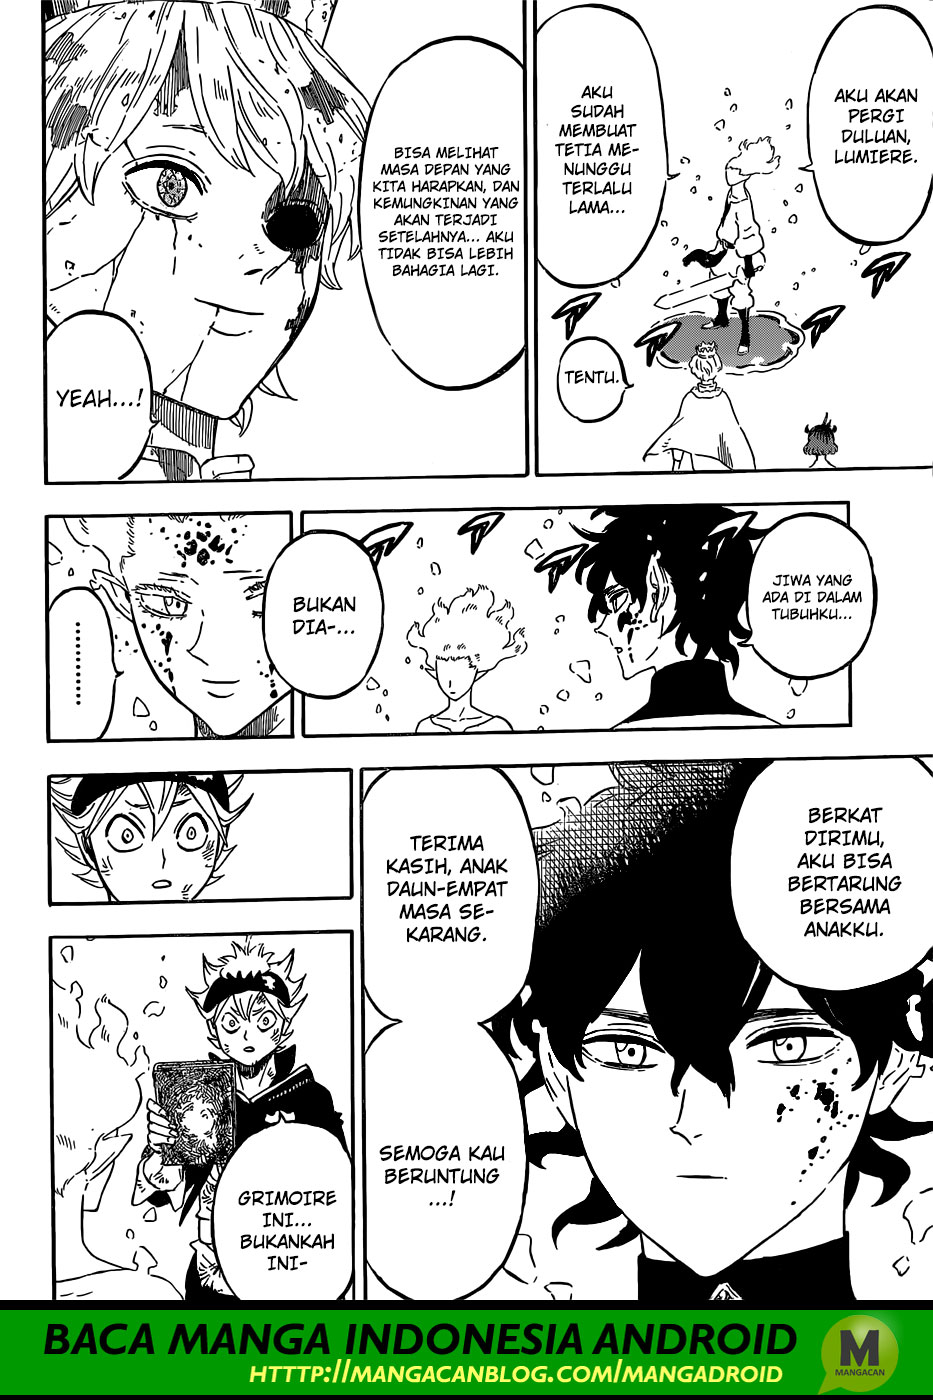 AKU AKAN
PERGI
DULUAN,
LUMIERE.
AKU
SUDAH
MEMBUAT
TETIA ME-
NUNGGU
TERLALU
LAMA...
TENTU.
BISA MELIHAT
MASA DEPAN YANG
KITA HARAPKAN, DAN
KEMUNGKINAN YANG
AKAN TERJADI
SETELAHNYA... AKU
TIDAK BISA LEBIH
BAHAGIA LAGI.
YEAH...!
JIWA YANG
ADA DI DALAM
TUBUHKU...
BUKAN
DIA-...
.........
BERKAT
DIRIMU,
AKU BISA
BERTARUNG
BERSAMA
ANAKKU.
TERIMA
KASIH, ANAK
DAUN-EMPAT
MASA SE-
KARANG.
SEMOGA KAU
BERUNTUNG
...!
GRIMOIRE
INI...
BUKANKAH
INI-
BACA MANGA INDONESIA ANDROID
HTTTP://MANGACANBLOG.COM/MANGADROID
M
MANGACAN